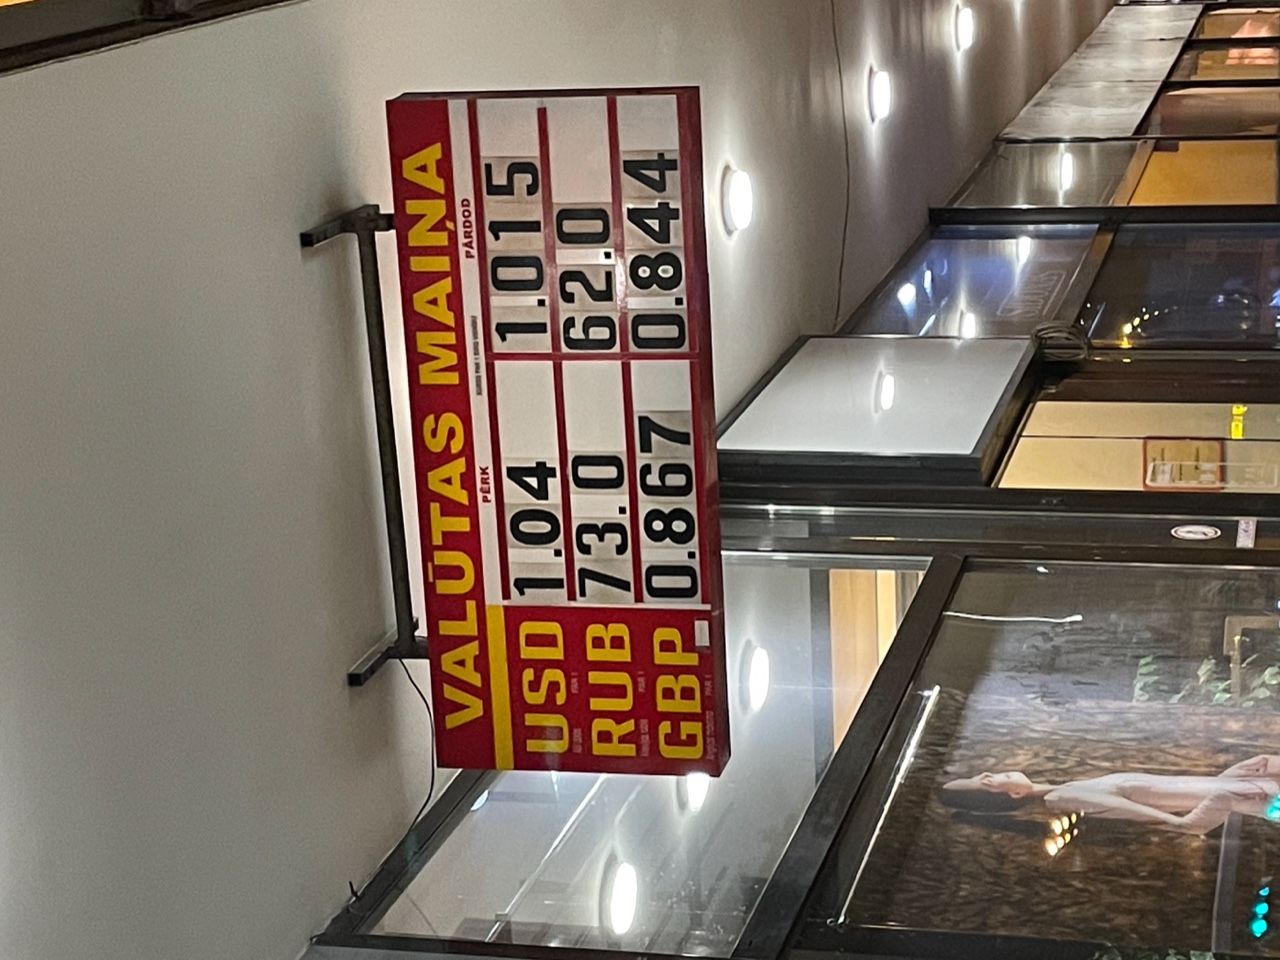 VALŪTAS MAIŅA
PĒRK PĀRDOD
USD 1.04 1.015
RUB 73.0 62.0
GBP 0.867 0.844